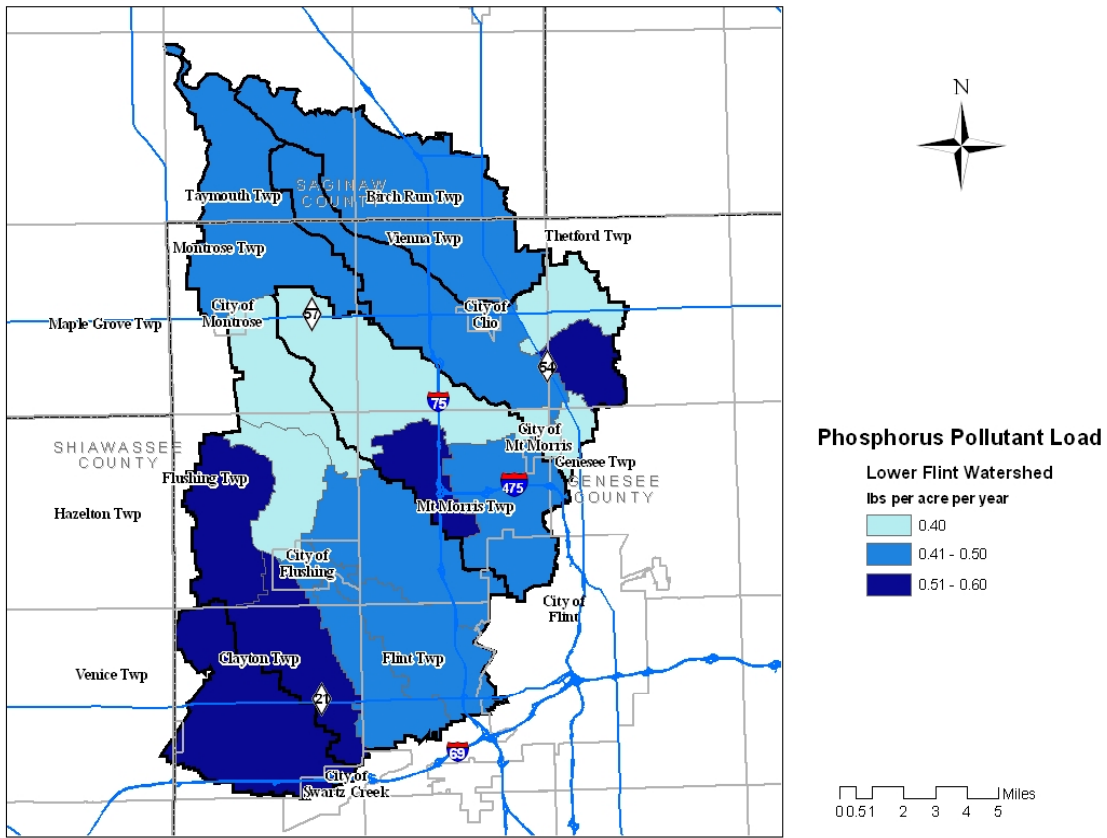 N
SAGINAW
COUNTY
Taymouth Twp
Birch Run Twp
Vienna Twp
Thetford Twp
Montrose Twp
City of
Montrose
57
City of
Clio
Maple Grove Twp
54
75
City of
Mt Morris
SHIAWASSEE
COUNTY
Genesee Twp
GENESEE
COUNTY
Flushing Twp
475
Mt Morris Twp
Hazelton Twp
City of
Flushing
City of
Flint
Venice Twp
Clayton Twp
Flint Twp
21
69
City of
Swartz Creek
Phosphorus Pollutant Load
Lower Flint Watershed
lbs per acre per year
0.40
0.41 - 0.50
0.51 - 0.60
Miles
0 0.5 1 2 3 4 5